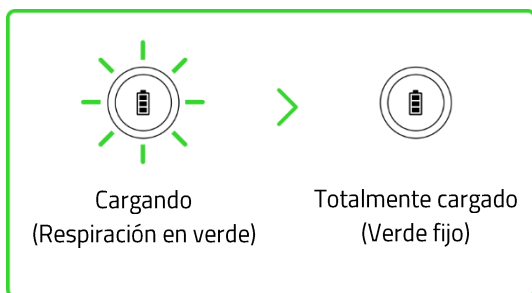 Cargando
(Respiración en verde)
Totalmente cargado
(Verde fijo)